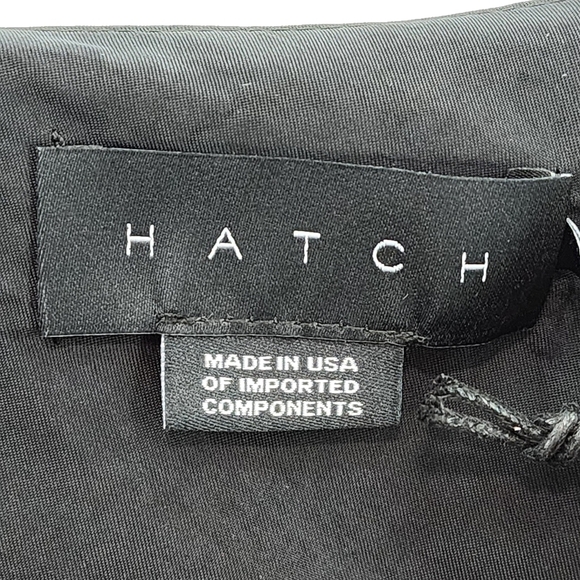 HATCH
MADE IN USA
OF IMPORTED
COMPONENTS